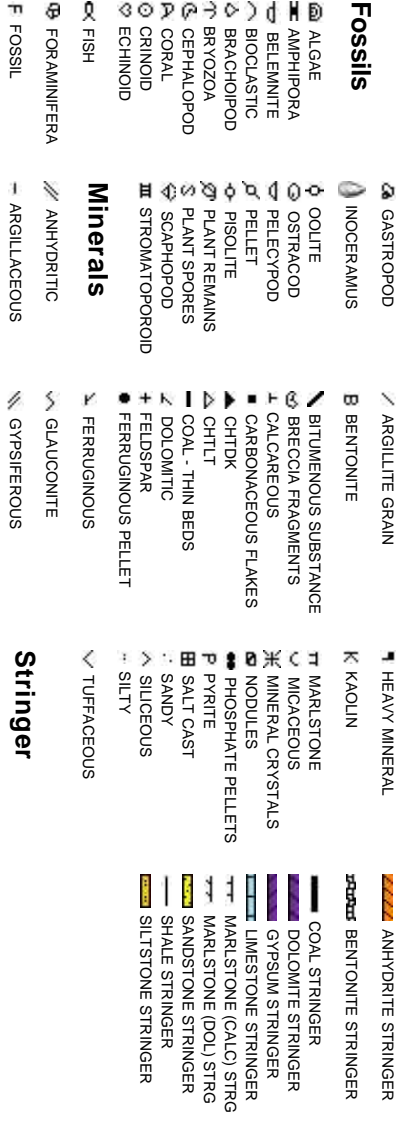 Fossils
ALGAE
AMPHIPORA
BELEMNITE
BIOCLASTIC
BRACHOIPOD
BRYOZOA
CEPHALOPOD
CORAL
CRINOID
ECHINOID
FISH
FORAMINIFERA
F FOSSIL
GASTROPOD
INOCERAMUS
OOLITE
OSTRACOD
PELECYPOD
PELLET
PISOLITE
PLANT REMAINS
PLANT SPORES
SCAPHOPOD
STROMATOPOROID
Minerals
ANHYDRITIC
ARGILLACEOUS
ARGILLITE GRAIN
B BENTONITE
BITUMENOUS SUBSTANCE
BRECCIA FRAGMENTS
CALCAREOUS
CARBONACEOUS FLAKES
CHTDK
CHTLT
COAL - THIN BEDS
DOLOMITIC
FELDSPAR
FERRUGINOUS PELLET
FERRUGINOUS
GLAUCONITE
GYPSIFEROUS
HEAVY MINERAL
K KAOLIN
MARLSTONE
MICACEOUS
MINERAL CRYSTALS
NODULES
PHOSPHATE PELLETS
PYRITE
SALT CAST
SANDY
SILICEOUS
SILTY
TUFFACEOUS
Stringer
ANHYDRITE STRINGER
BENTONITE STRINGER
COAL STRINGER
DOLOMITE STRINGER
GYPSUM STRINGER
LIMESTONE STRINGER
MARLSTONE (CALC) STRG
MARLSTONE (DOL) STRG
SANDSTONE STRINGER
SHALE STRINGER
SILTSTONE STRINGER